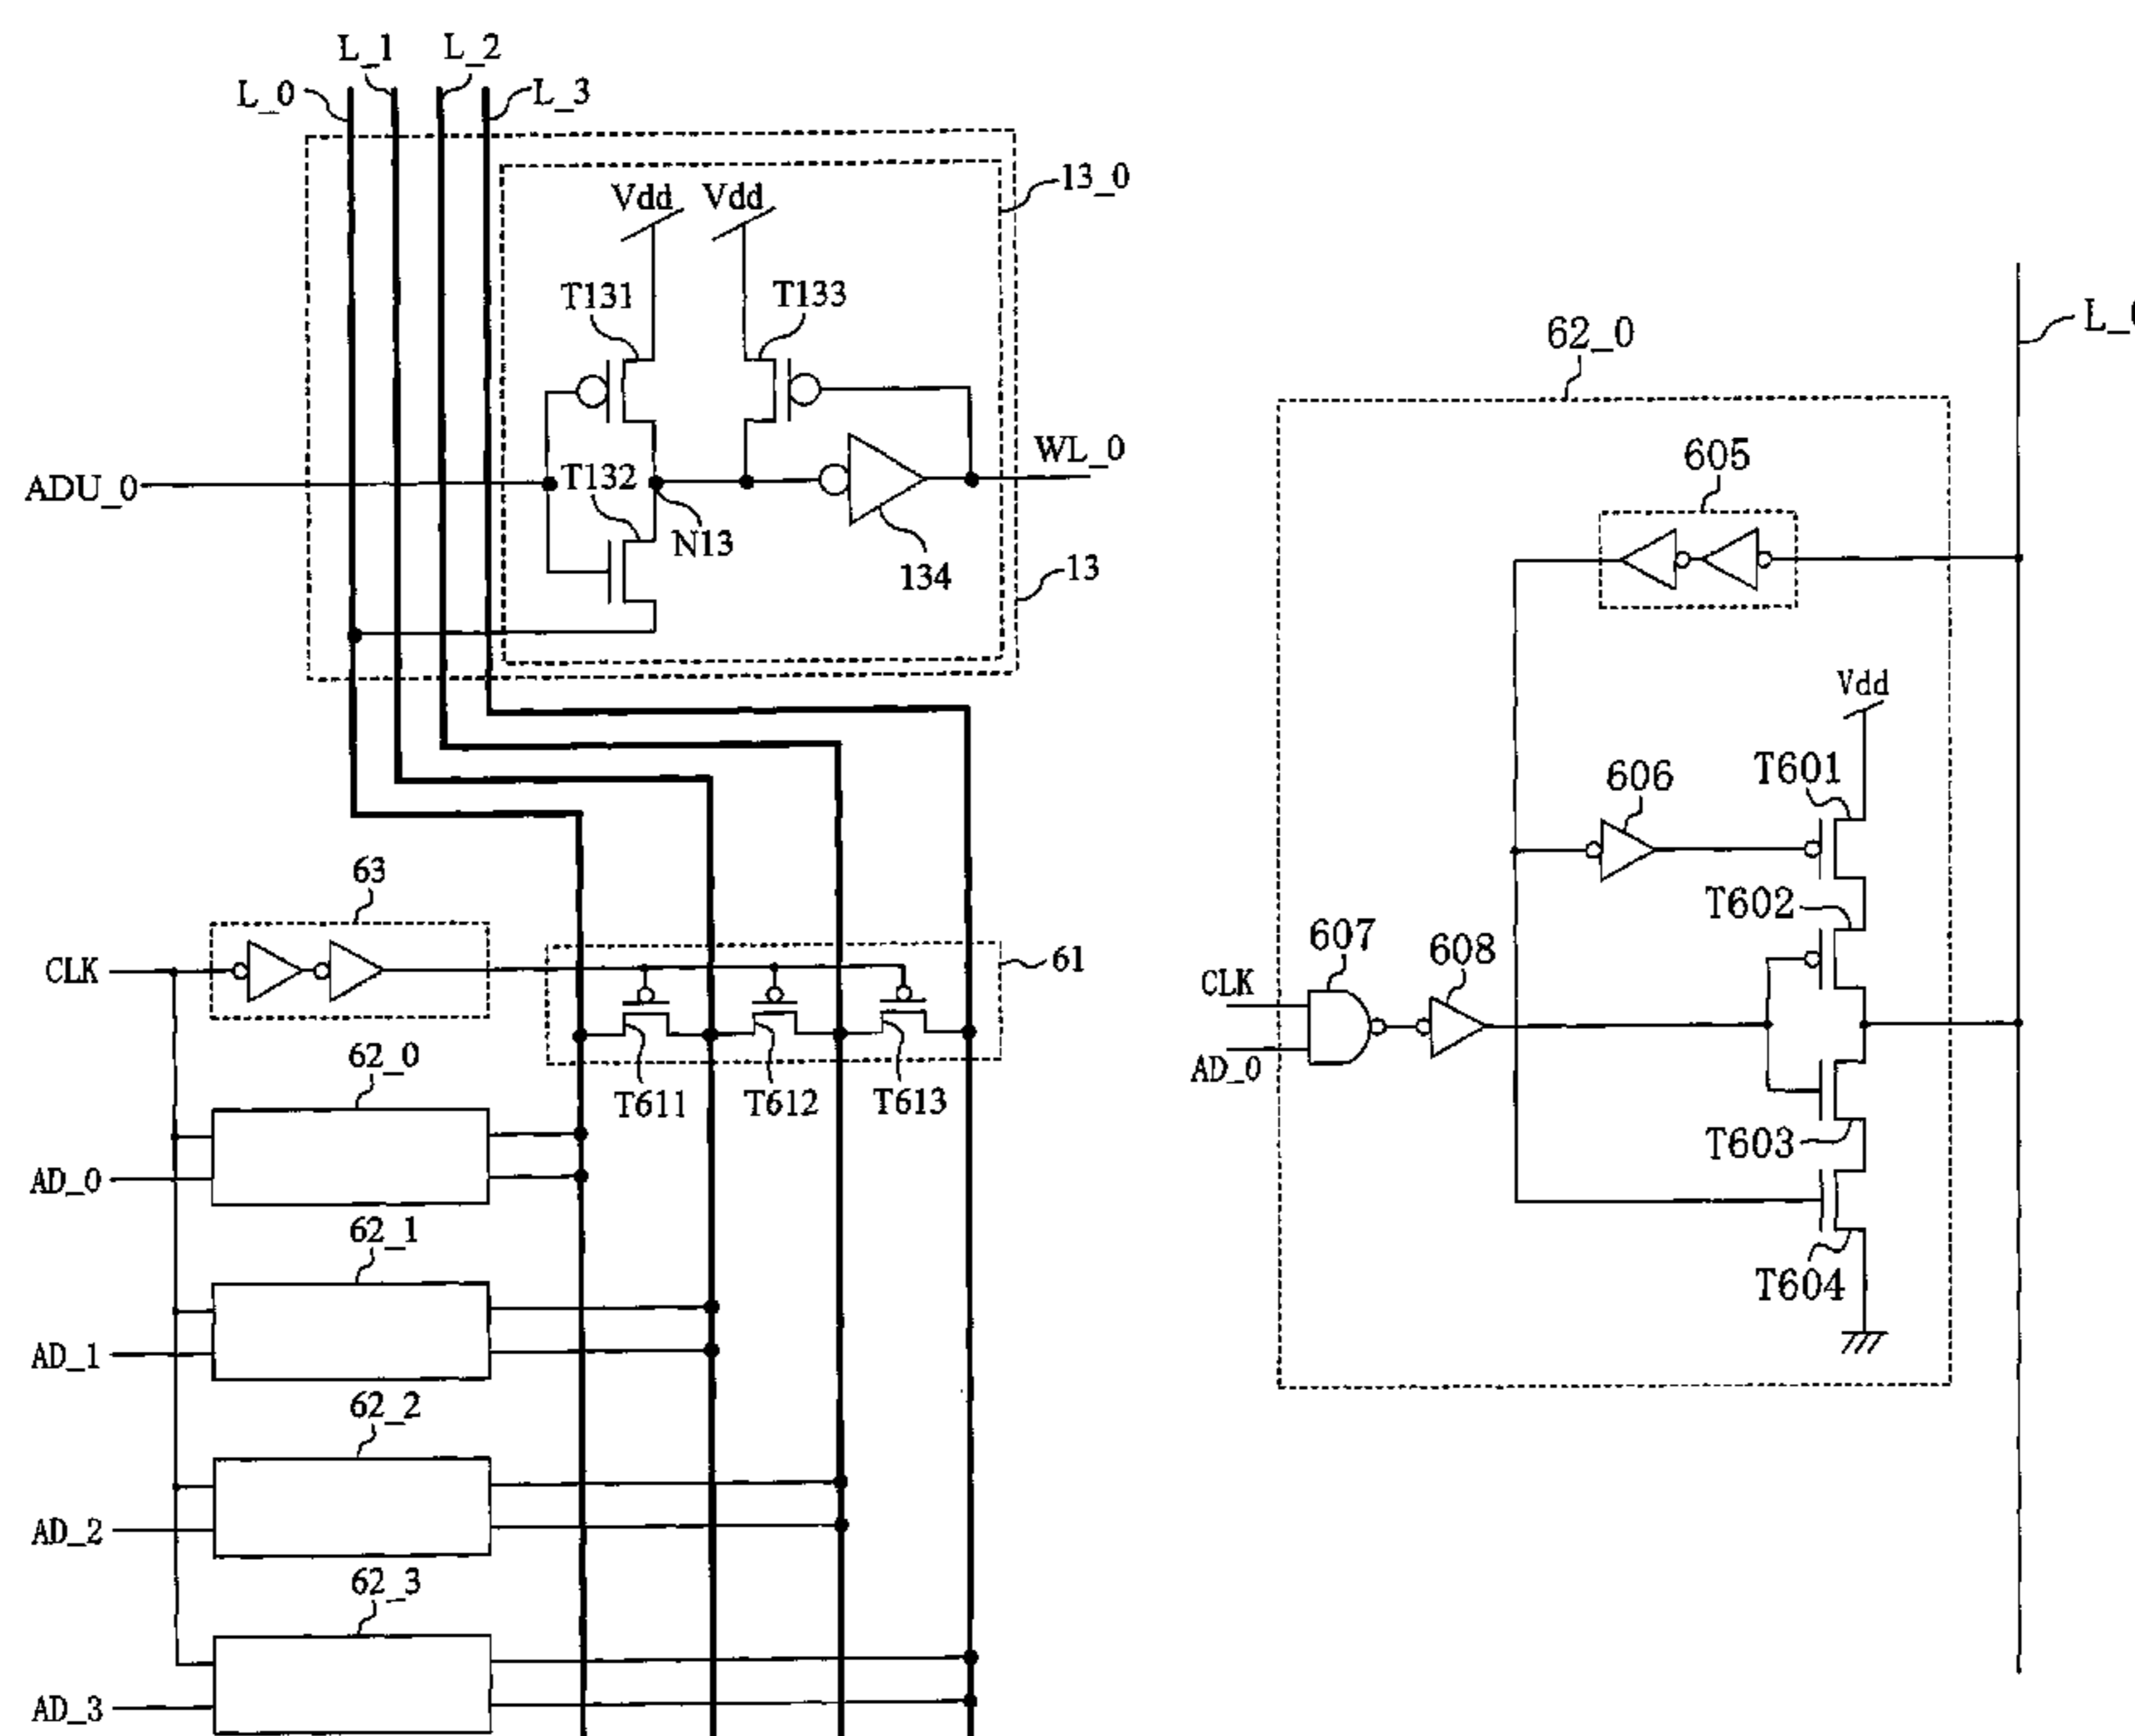 L_1
L_2
L_0
L_3
13_0
Vdd
Vdd
T131
T133
ADU_0
T132
WL_0
N13
134
13
63
CLK
61
62_0
T611
T612
T613
AD_0
62_1
AD_1
62_2
AD_2
62_3
AD_3
62_0
605
Vdd
606
T601
T602
607
608
CLK
AD_0
T603
T604